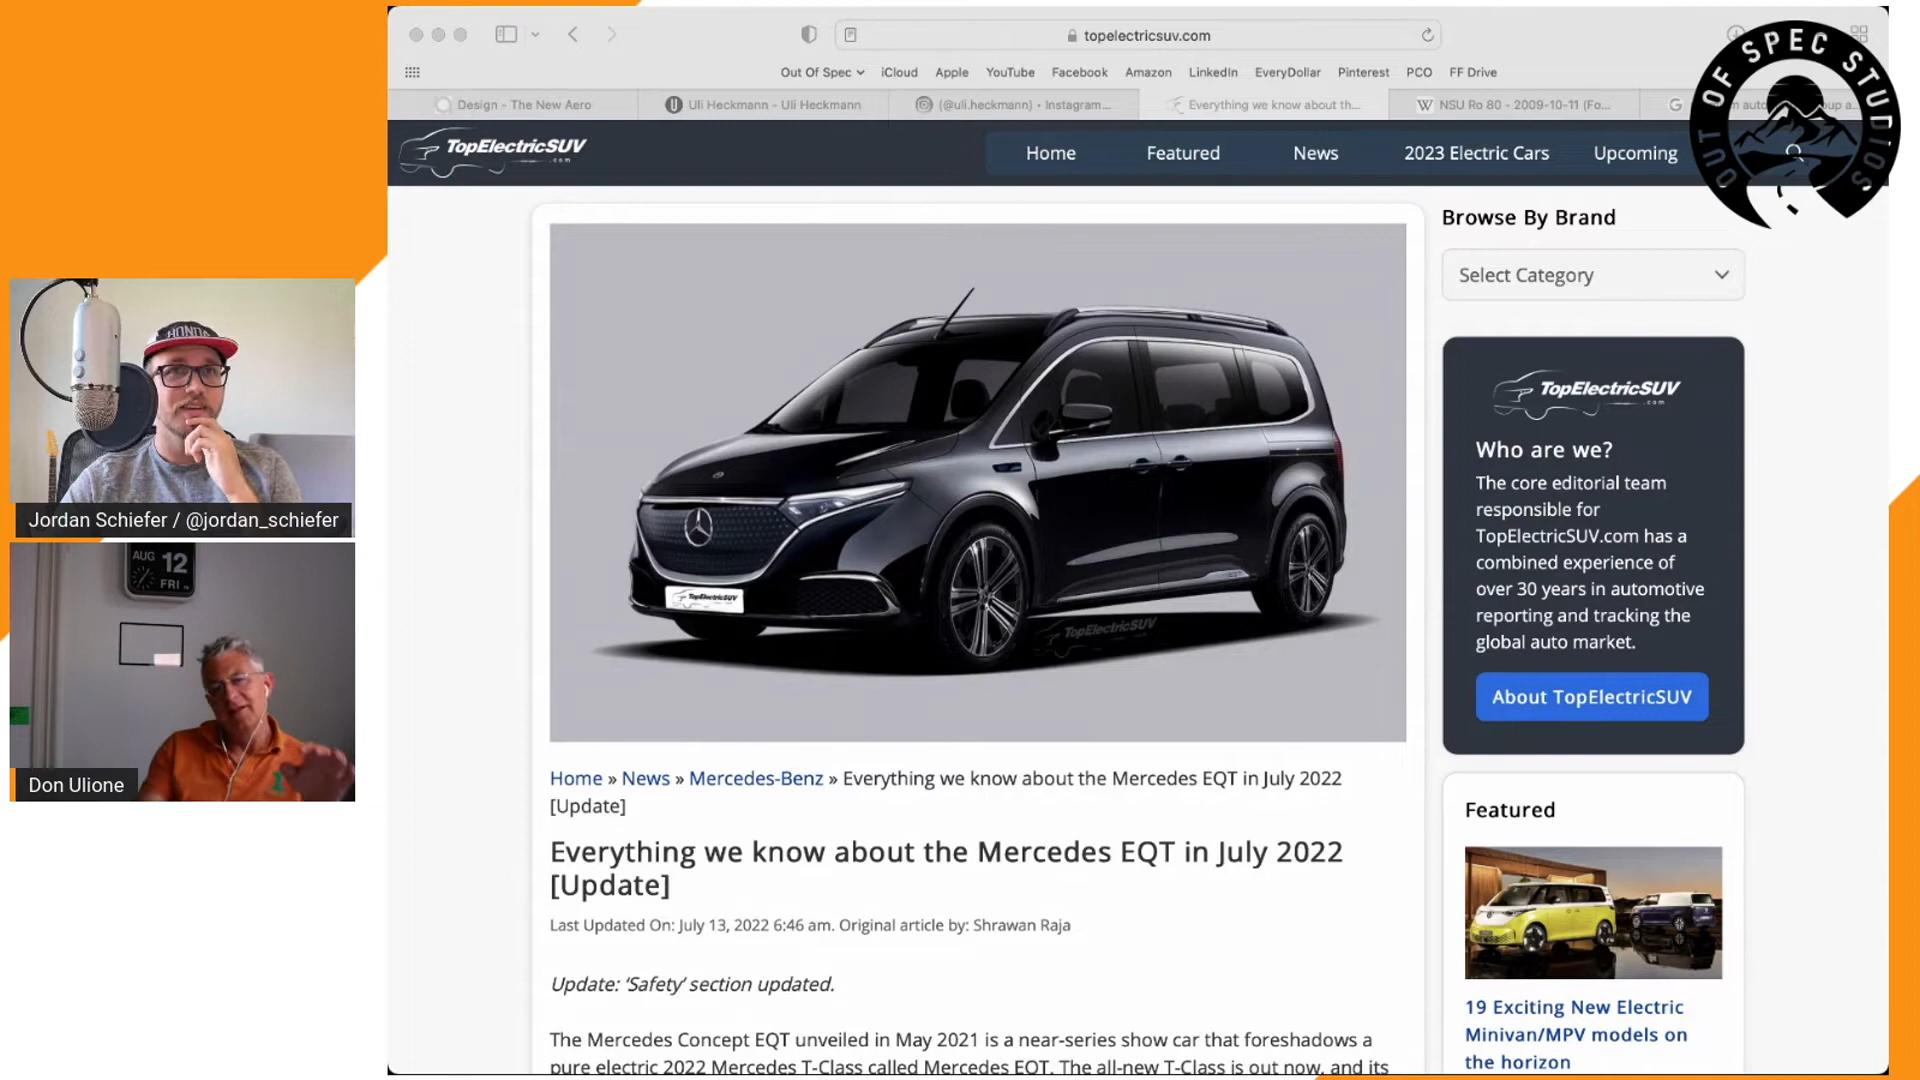 topelectricsuv.com
Out Of Spec
iCloud
Apple
YouTube
Facebook
Amazon
LinkedIn
EveryDollar
Pinterest
PCO
FF Drive
Design - The New Aero
Uli Heckmann - Uli Heckmann
(@uli.heckmann) • Instagram...
Everything we know about th...
NSU Ro 80 - 2009-10-11 (Fo...
OUT OF SPEC STUDIOS
TopElectricSUV
.com
Home
Featured
News
2023 Electric Cars
Upcoming
Browse By Brand
Select Category
TopElectricSUV
.com
Who are we?
The core editorial team
responsible for
TopElectricSUV.com has a
combined experience of
over 30 years in automotive
reporting and tracking the
global auto market.
About TopElectricSUV
TopElectricSUV
TopElectricSUV
HONDA
Jordan Schiefer / @jordan_schiefer
AUG 12
FRI
Don Ulione
Home » News » Mercedes-Benz » Everything we know about the Mercedes EQT in July 2022
[Update]
Everything we know about the Mercedes EQT in July 2022
[Update]
Last Updated On: July 13, 2022 6:46 am. Original article by: Shrawan Raja
Update: ‘Safety’ section updated.
The Mercedes Concept EQT unveiled in May 2021 is a near-series show car that foreshadows a
pure electric 2022 Mercedes T-Class called Mercedes EQT. The all-new T-Class is out now, and its
Featured
19 Exciting New Electric
Minivan/MPV models on
the horizon